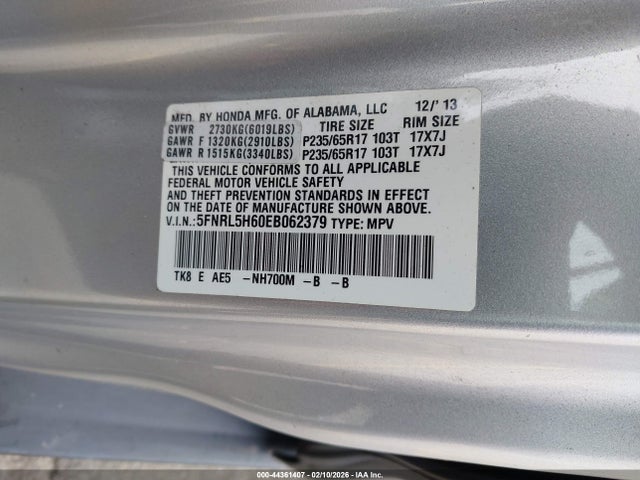 MFD. BY HONDA MFG. OF ALABAMA, LLC 12/'13
GVWR 2730KG(6019LBS) TIRE SIZE RIM SIZE
GAWR F 1320KG(2910LBS) P235/65R17 103T 17X7J
GAWR R 1515KG(3340LBS) P235/65R17 103T 17X7J
THIS VEHICLE CONFORMS TO ALL APPLICABLE
FEDERAL MOTOR VEHICLE SAFETY
AND THEFT PREVENTION STANDARDS IN EFFECT
ON THE DATE OF MANUFACTURE SHOWN ABOVE.
V.I.N.: 5FNRL5H60EB062379 TYPE: MPV
TK8 E AE5 -NH700M -B -B
000-44361407 - 02/10/2026 - IAAI.com